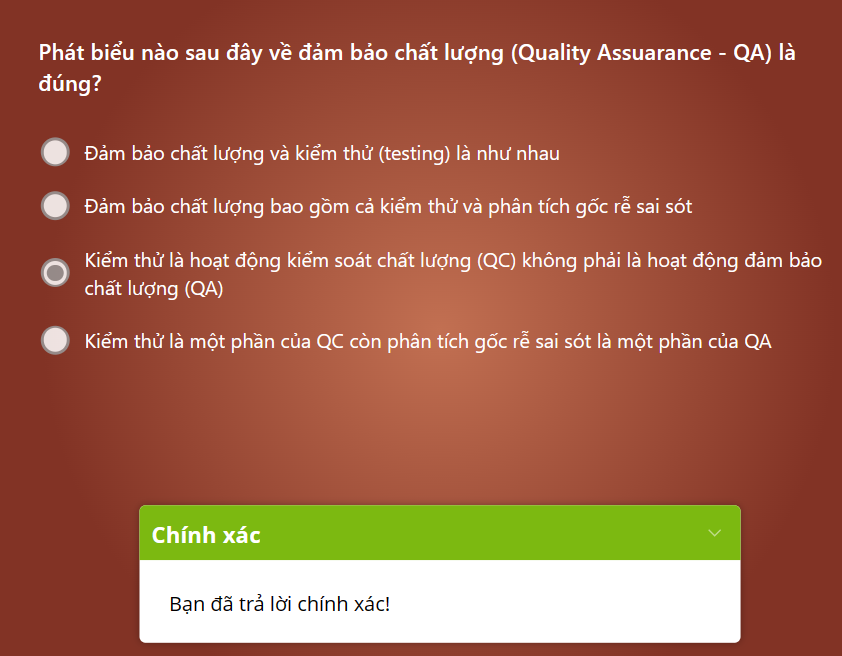 Phát biểu nào sau đây về đảm bảo chất lượng (Quality Assuarance - QA) là
đúng?
Đảm bảo chất lượng và kiểm thử (testing) là như nhau
Đảm bảo chất lượng bao gồm cả kiểm thử và phân tích gốc rễ sai sót
Kiểm thử là hoạt động kiểm soát chất lượng (QC) không phải là hoạt động đảm bảo
chất lượng (QA)
Kiểm thử là một phần của QC còn phân tích gốc rễ sai sót là một phần của QA
Chính xác
Bạn đã trả lời chính xác!